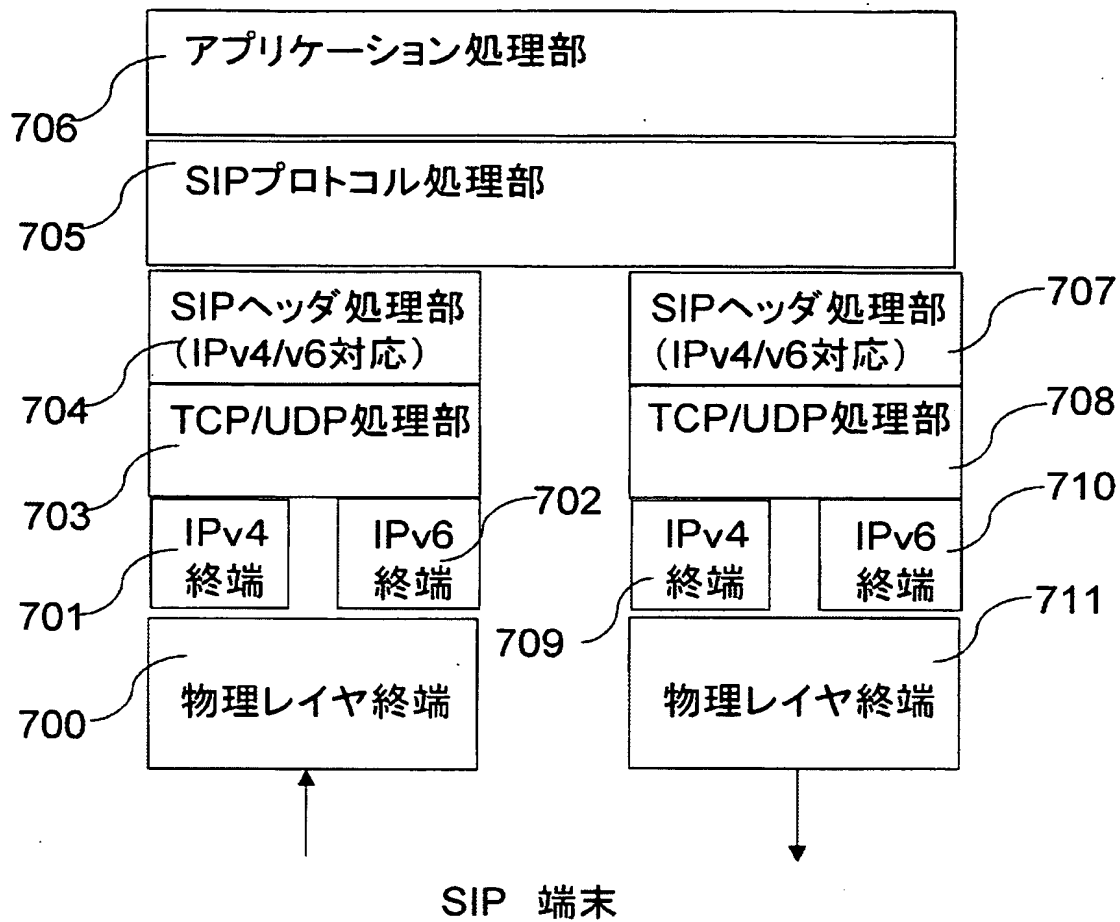 アプリケーション処理部
706
SIPプロトコル処理部
705
SIPヘッダ処理部
（IPv4/v6対応）
704
SIPヘッダ処理部
（IPv4/v6対応）
707
TCP/UDP処理部
703
TCP/UDP処理部
708
IPv4
終端
701
IPv6
終端
702
IPv4
終端
709
IPv6
終端
710
物理レイヤ終端
700
物理レイヤ終端
711
SIP 端末